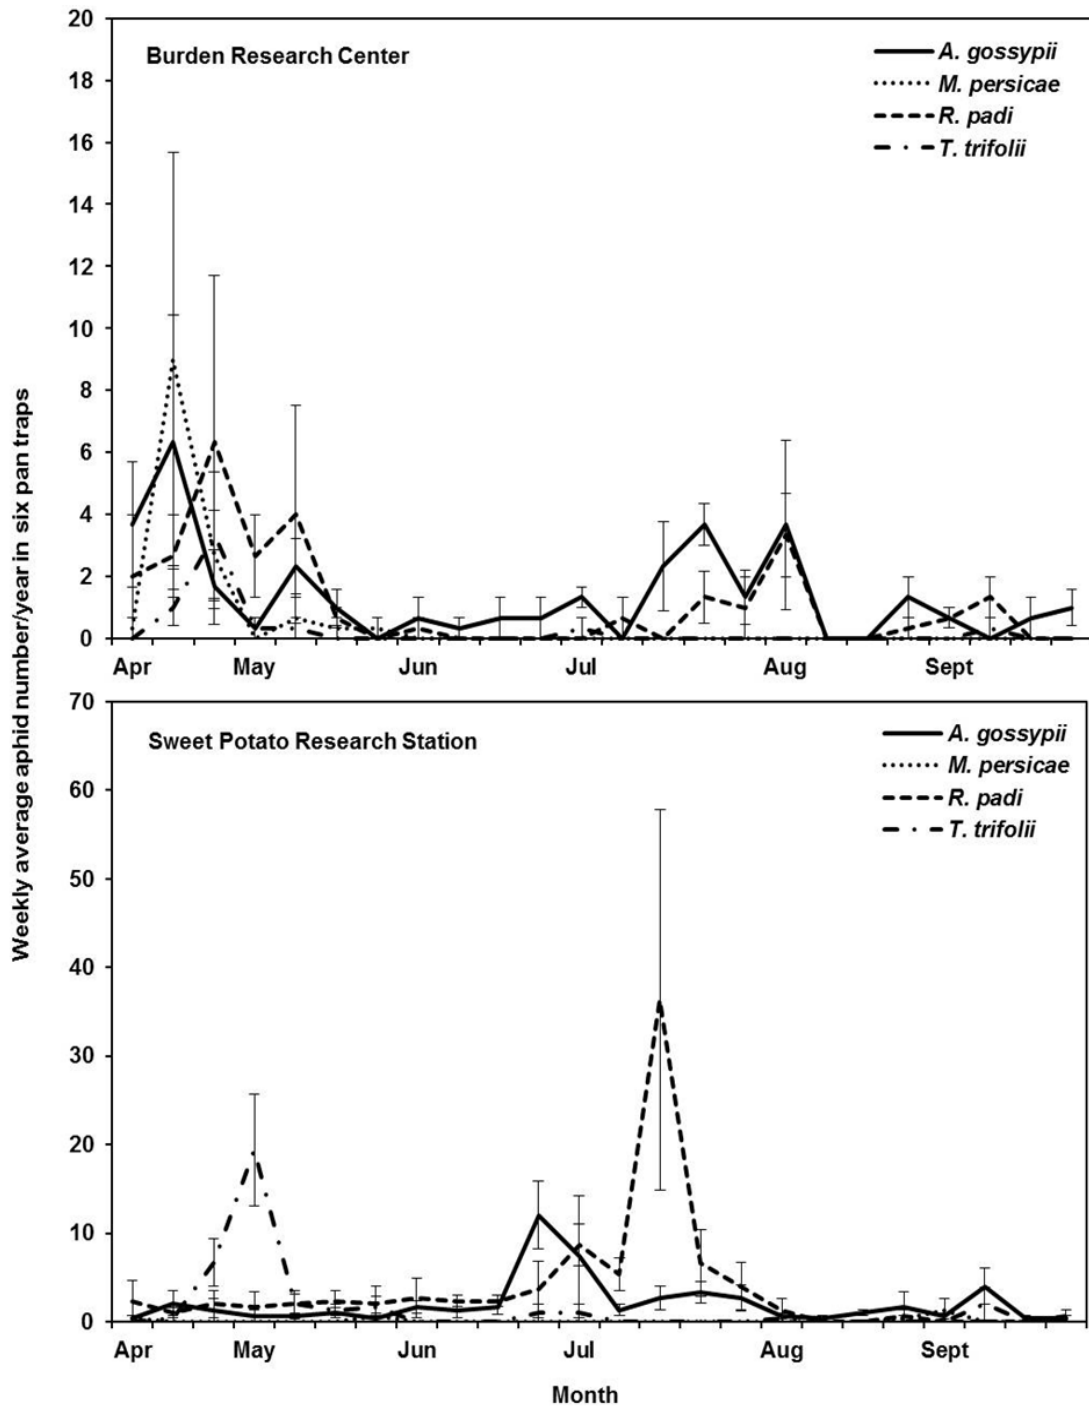 Weekly average aphid number/year in six pan traps
20
18
16
14
12
10
8
6
4
2
0
Burden Research Center
A. gossypii
M. persicae
R. padi
T. trifolii
Apr May Jun Jul Aug Sept
70
60
50
40
30
20
10
0
Sweet Potato Research Station
A. gossypii
M. persicae
R. padi
T. trifolii
Apr May Jun Jul Aug Sept
Month